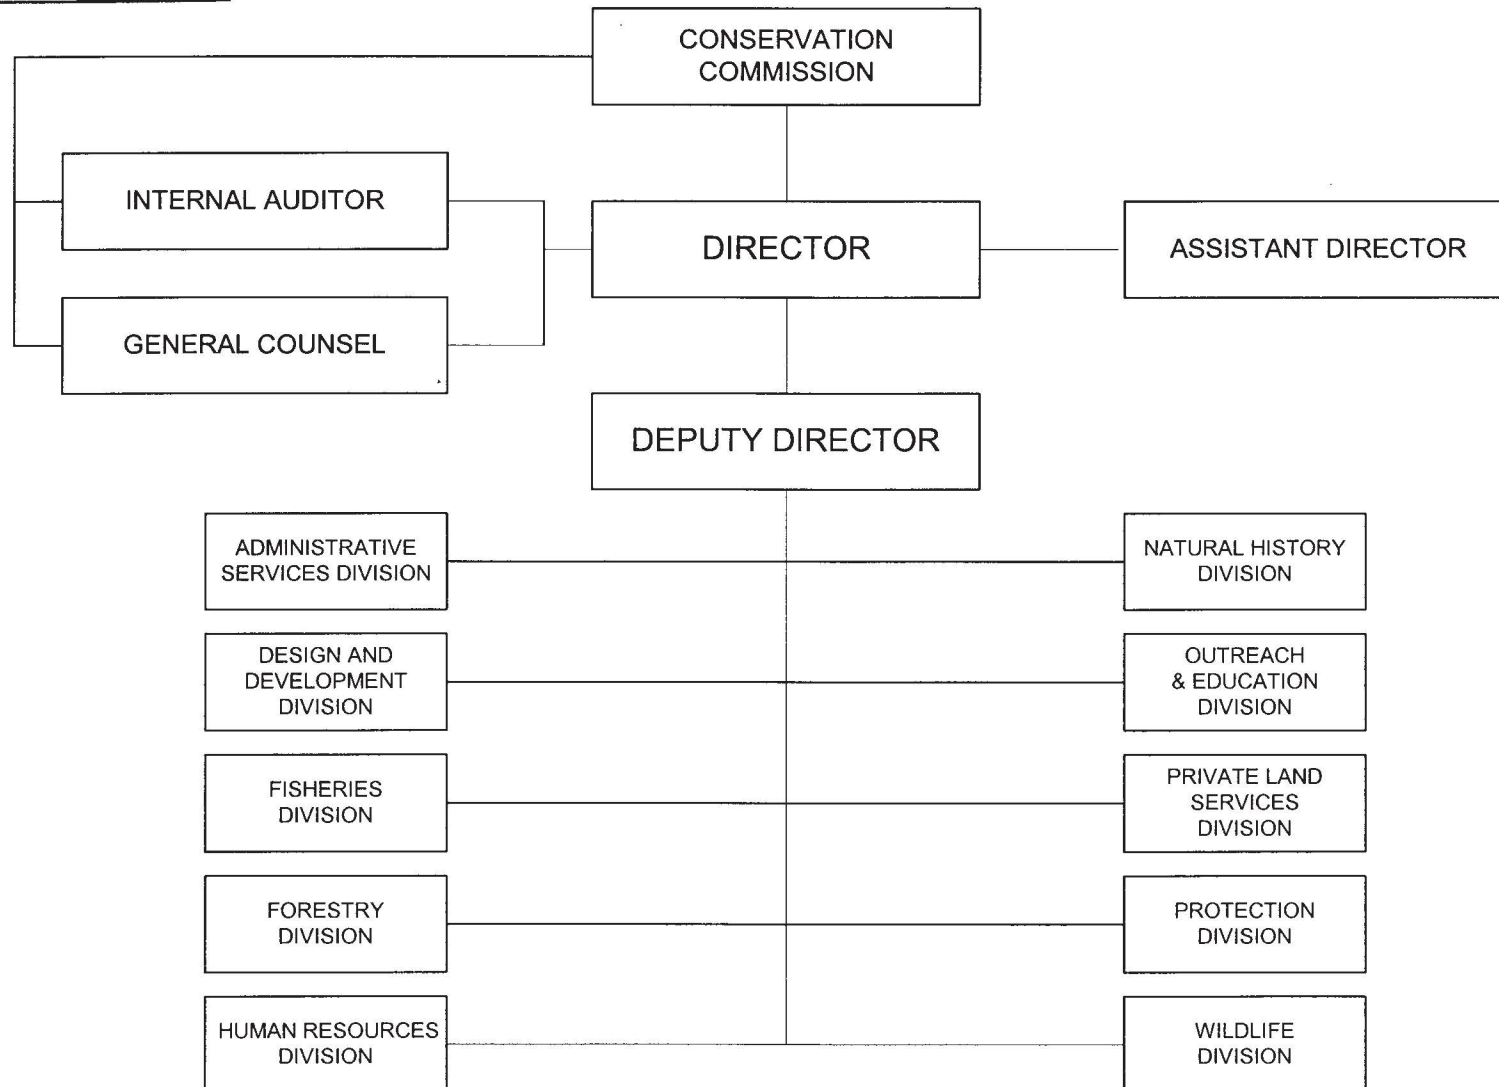 CONSERVATION
COMMISSION
INTERNAL AUDITOR
DIRECTOR
ASSISTANT DIRECTOR
GENERAL COUNSEL
DEPUTY DIRECTOR
ADMINISTRATIVE
SERVICES DIVISION
NATURAL HISTORY
DIVISION
DESIGN AND
DEVELOPMENT
DIVISION
OUTREACH
& EDUCATION
DIVISION
FISHERIES
DIVISION
PRIVATE LAND
SERVICES
DIVISION
FORESTRY
DIVISION
PROTECTION
DIVISION
HUMAN RESOURCES
DIVISION
WILDLIFE
DIVISION